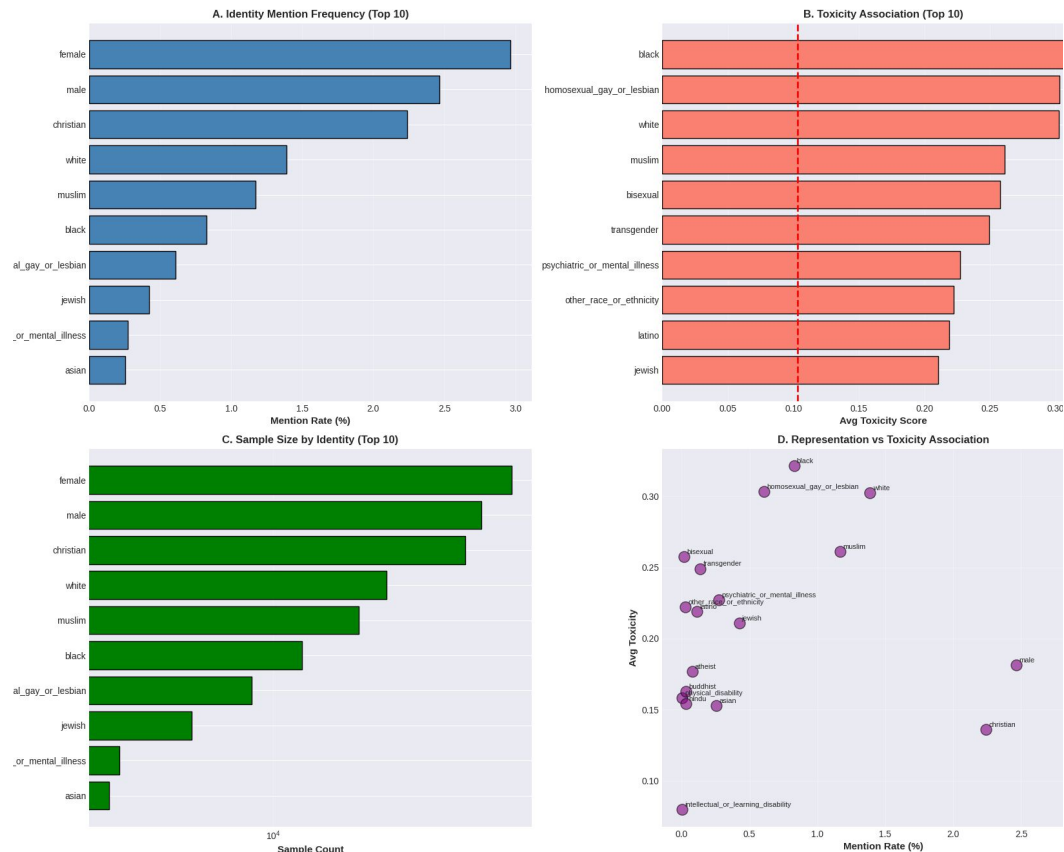 A. Identity Mention Frequency (Top 10)
female
male
christian
white
muslim
black
al_gay_or_lesbian
jewish
_or_mental_illness
asian
0.0 0.5 1.0 1.5 2.0 2.5 3.0
Mention Rate (%)
B. Toxicity Association (Top 10)
black
homosexual_gay_or_lesbian
white
muslim
bisexual
transgender
psychiatric_or_mental_illness
other_race_or_ethnicity
latino
jewish
0.00 0.05 0.10 0.15 0.20 0.25 0.30
Avg Toxicity Score
C. Sample Size by Identity (Top 10)
female
male
christian
white
muslim
black
al_gay_or_lesbian
jewish
_or_mental_illness
asian
10⁴
Sample Count
D. Representation vs Toxicity Association
Avg Toxicity
0.30
0.25
0.20
0.15
0.10
black
homosexual_gay_or_lesbian
white
muslim
bisexual
transgender
psychiatric_or_mental_illness
other_race_or_ethnicity
latino
jewish
male
atheist
buddhist
physical_disability
hindu
asian
christian
intellectual_or_learning_disability
0.0 0.5 1.0 1.5 2.0 2.5
Mention Rate (%)